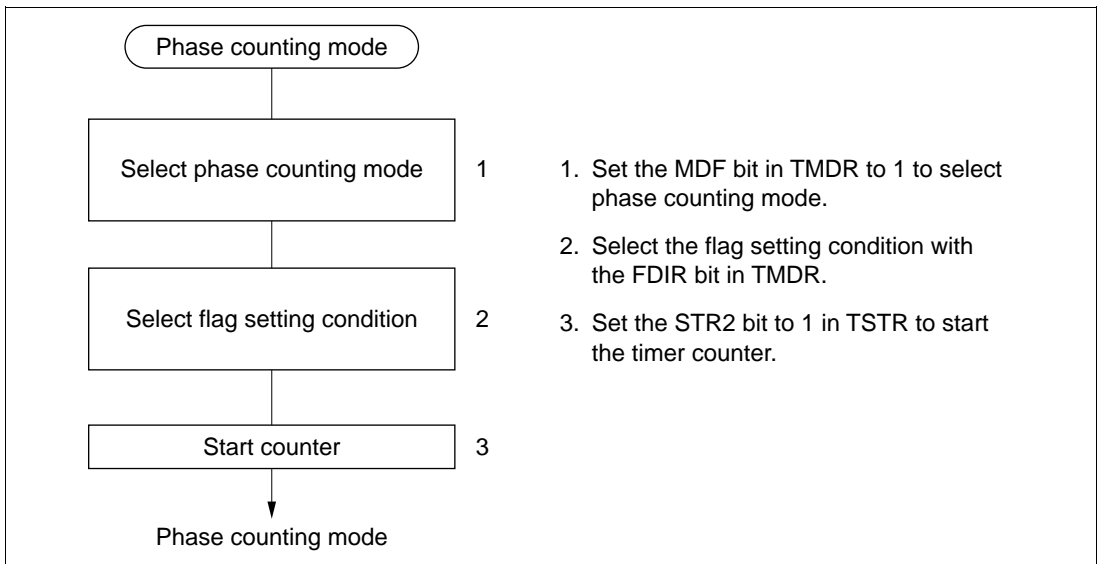 Phase counting mode
Select phase counting mode 1
Select flag setting condition 2
Start counter 3
Phase counting mode
1. Set the MDF bit in TMDR to 1 to select
phase counting mode.
2. Select the flag setting condition with
the FDIR bit in TMDR.
3. Set the STR2 bit to 1 in TSTR to start
the timer counter.